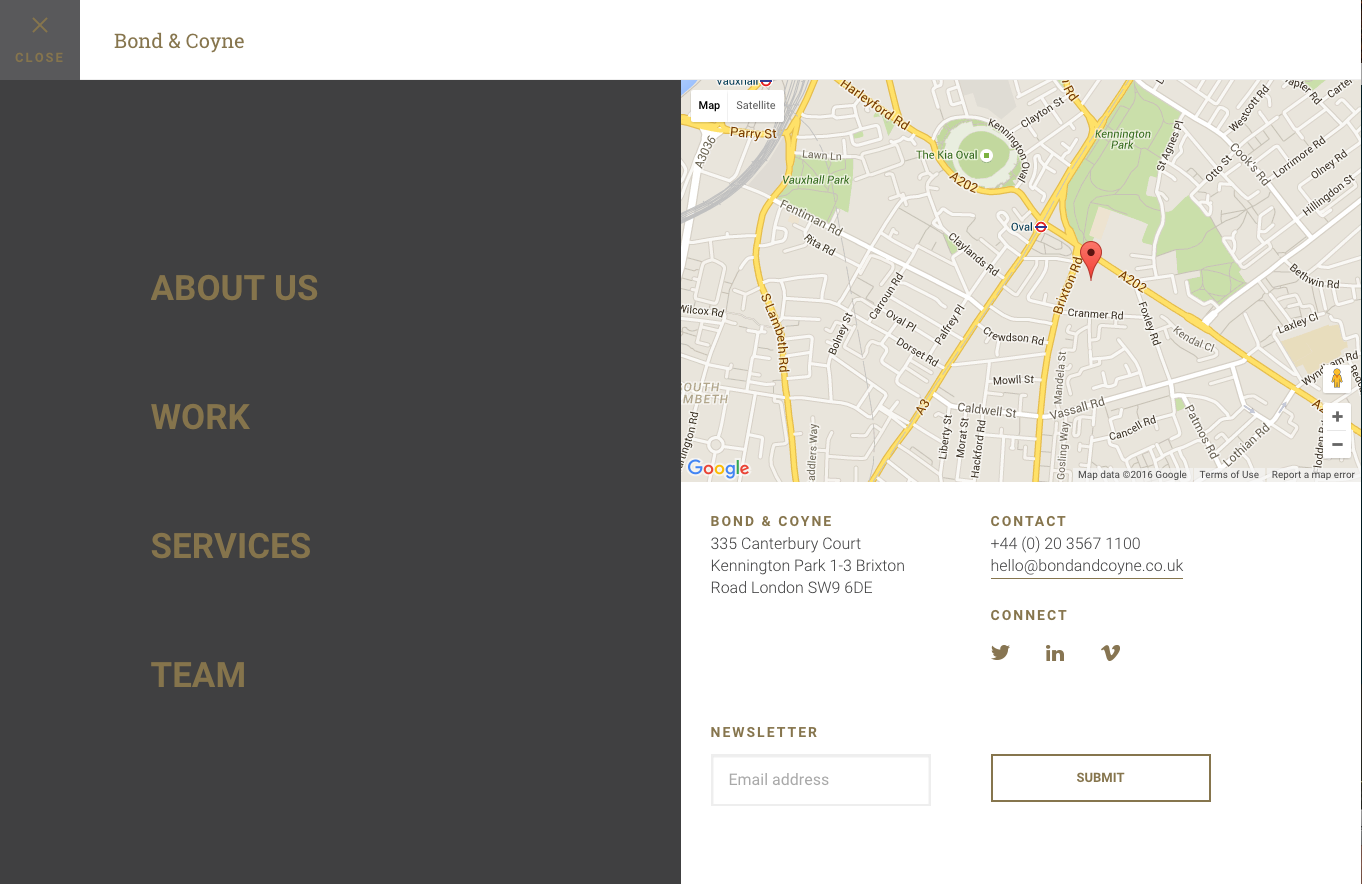 CLOSE
Bond & Coyne
ABOUT US
WORK
SERVICES
TEAM
Vauxhall
Map
Satellite
Parry St
A3036
Harleyford Rd
Lawn Ln
Vauxhall Park
Fentiman Rd
Rita Rd
The Kia Oval
Kennington Oval
Clayton St
Rd
A202
Oval
Kennington
Park
St Agnes Pl
Westcott Rd
Cook's Rd
Otto St
Lorrimore Rd
Olney Rd
Hillingdon St
Claylands Rd
Carroun Rd
Brixton Rd
A202
Bethwin Rd
Wilcox Rd
S Lambeth Rd
Bolney St
Oval Pl
Dorset Rd
Palfrey Pl
Crewdson Rd
Cranmer Rd
Foxley Rd
Kendal Cl
Laxley Cl
Mowll St
Mandela St
A3
Caldwell St
Vassall Rd
Liberty St
Morat St
Hackford Rd
Gosling Way
Cancell Rd
Patmos Rd
Lothian Rd
Google
Map data ©2016 Google
Terms of Use
Report a map error
BOND & COYNE
335 Canterbury Court
Kennington Park 1-3 Brixton
Road London SW9 6DE
CONTACT
+44 (0) 20 3567 1100
hello@bondandcoyne.co.uk
CONNECT
NEWSLETTER
Email address
SUBMIT